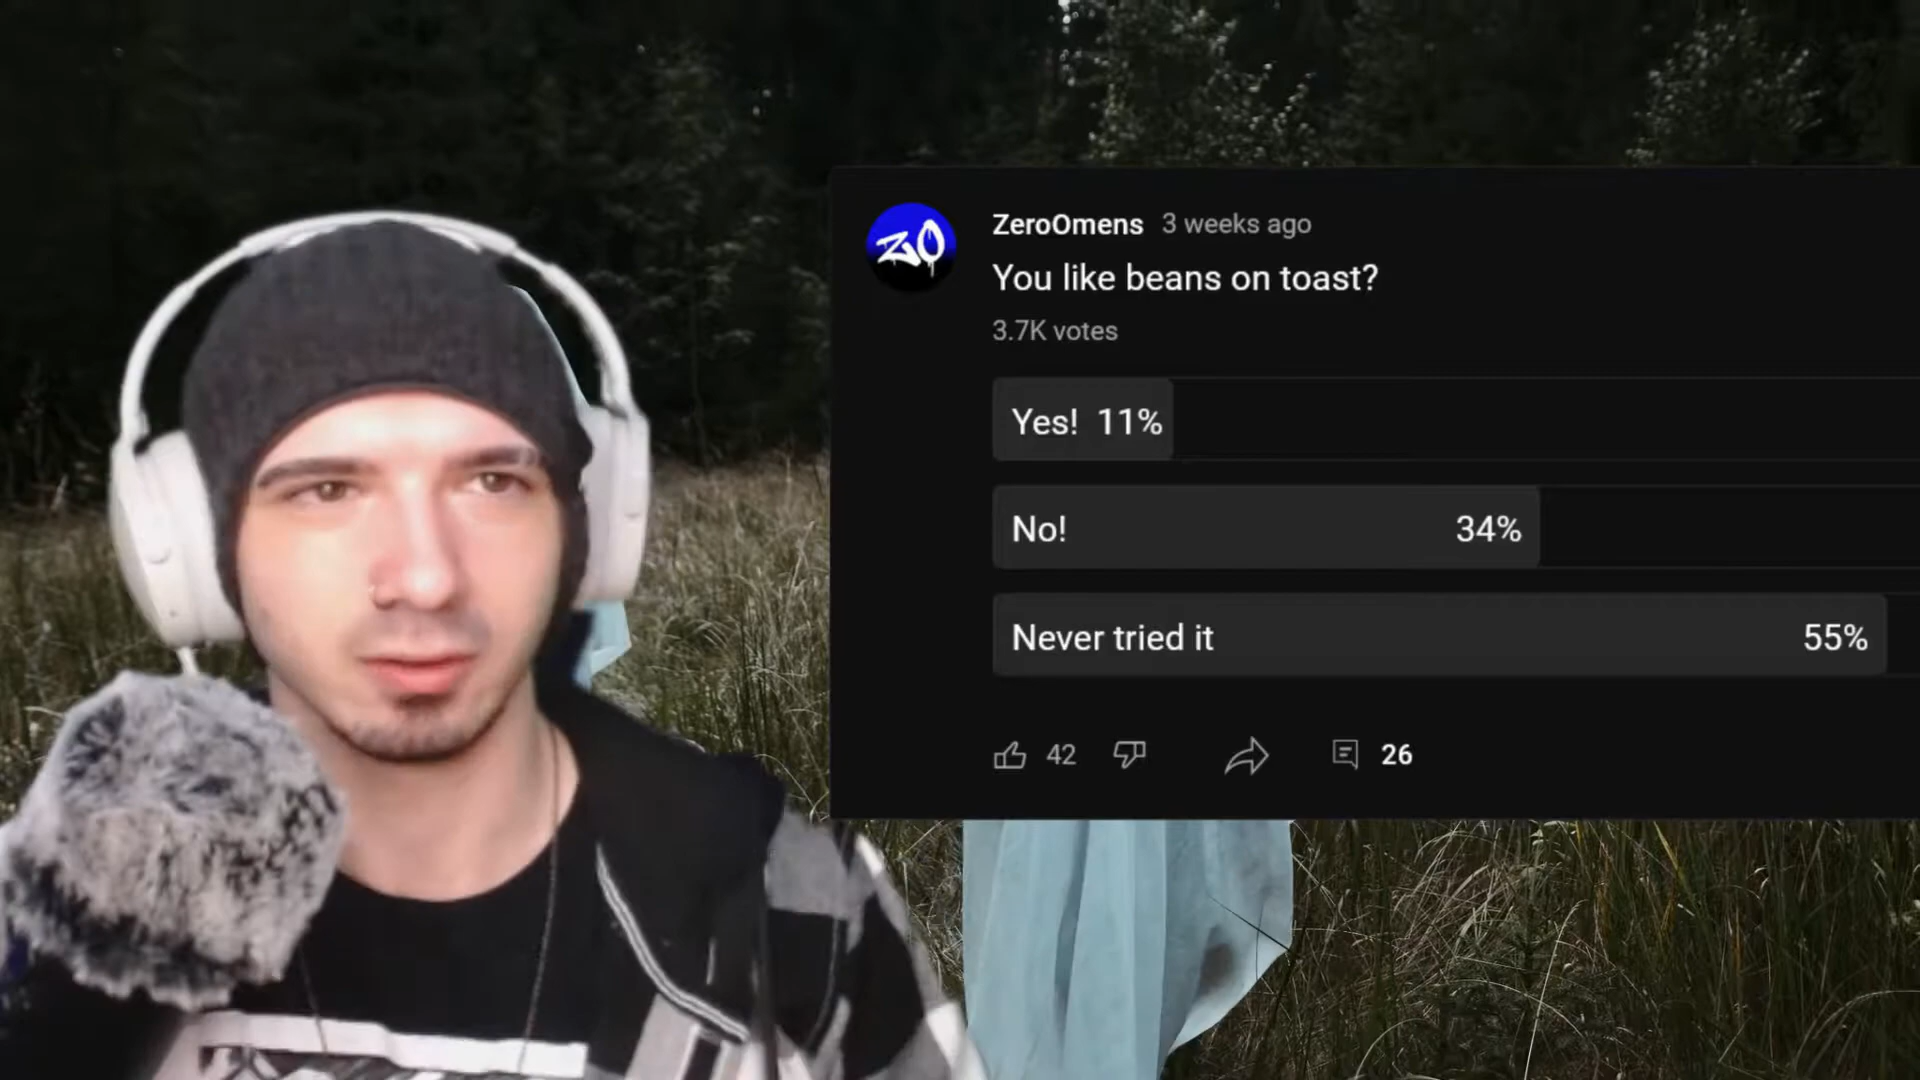 zO
ZeroOmens 3 weeks ago
You like beans on toast?
3.7K votes
Yes! 11%
No! 34%
Never tried it 55%
42 26